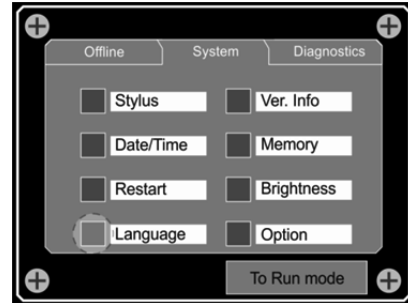 Offline System Diagnostics
Stylus Ver. Info
Date/Time Memory
Restart Brightness
Language Option
To Run mode